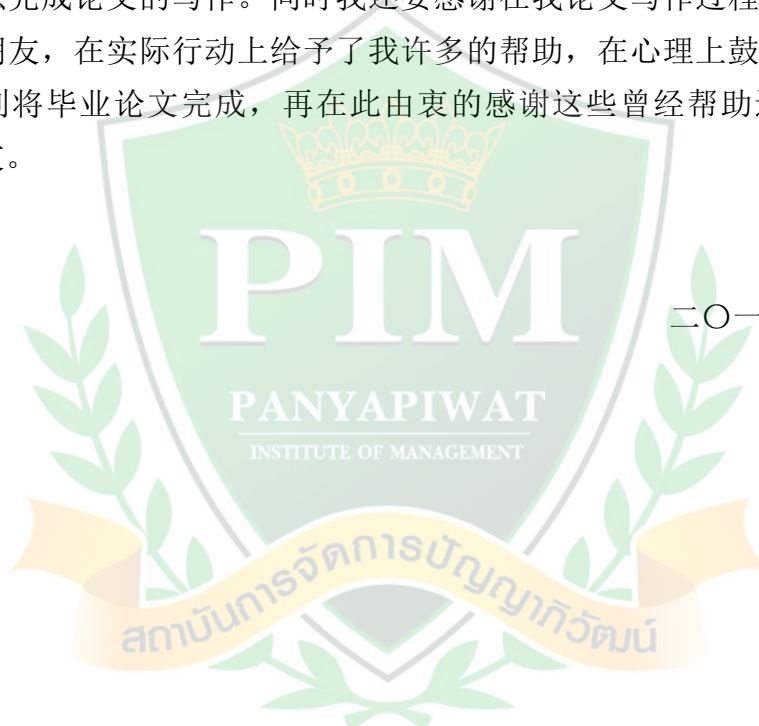 完成论文的写作。同时我还要感谢在我论文写作过程
朋友，在实际行动上给予了我许多的帮助，在心理上鼓
利将毕业论文完成，再在此由衷的感谢这些曾经帮助
。
二〇一
PIM
PANYAPIWAT
INSTITUTE OF MANAGEMENT
สถาบันการจัดการปัญญาภิวัฒน์